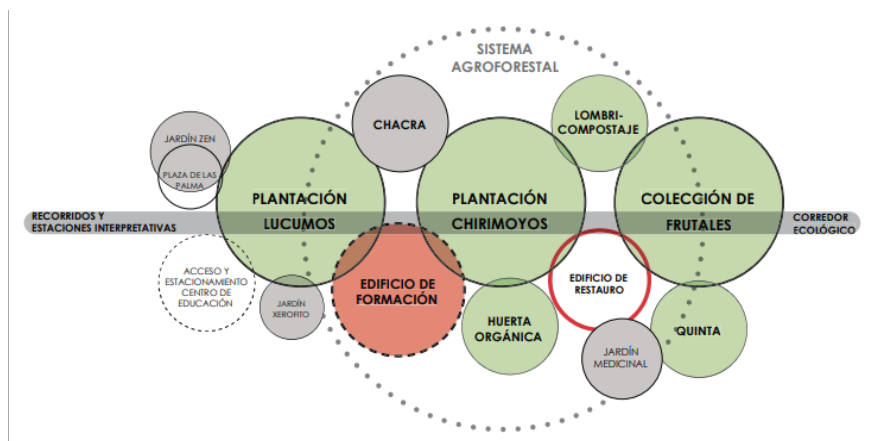 SISTEMA
AGROFORESTAL
CHACRA
LOMBRI-
COMPOSTAJE
JARDÍN ZEN
PLAZA DE LAS
PALMA
PLANTACIÓN
LUCUMOS
PLANTACIÓN
CHIRIMOYOS
COLECCIÓN DE
FRUTALES
RECORRIDOS Y
ESTACIONES INTERPRETATIVAS
CORREDOR
ECOLÓGICO
ACCESO Y
ESTACIONAMIENTO
CENTRO DE
EDUCACIÓN
JARDÍN
XEROFITO
EDIFICIO DE
FORMACIÓN
HUERTA
ORGÁNICA
EDIFICIO DE
RESTAURO
JARDÍN
MEDICINAL
QUINTA